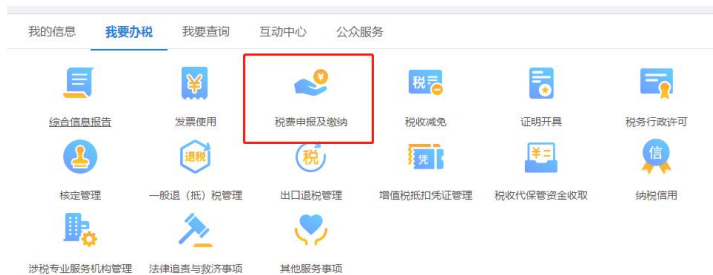 我的信息 我要办税 我要查询 互动中心 公众服务
税
综合信息报告 发票使用 税费申报及缴纳 税收减免 证明开具 税务行政许可
退税 税 凭 信
核定管理 一般退（抵）税管理 出口退税管理 增值税抵扣凭证管理 税收代保管资金收取 纳税信用
涉税专业服务机构管理 法律追责与救济事项 其他服务事项